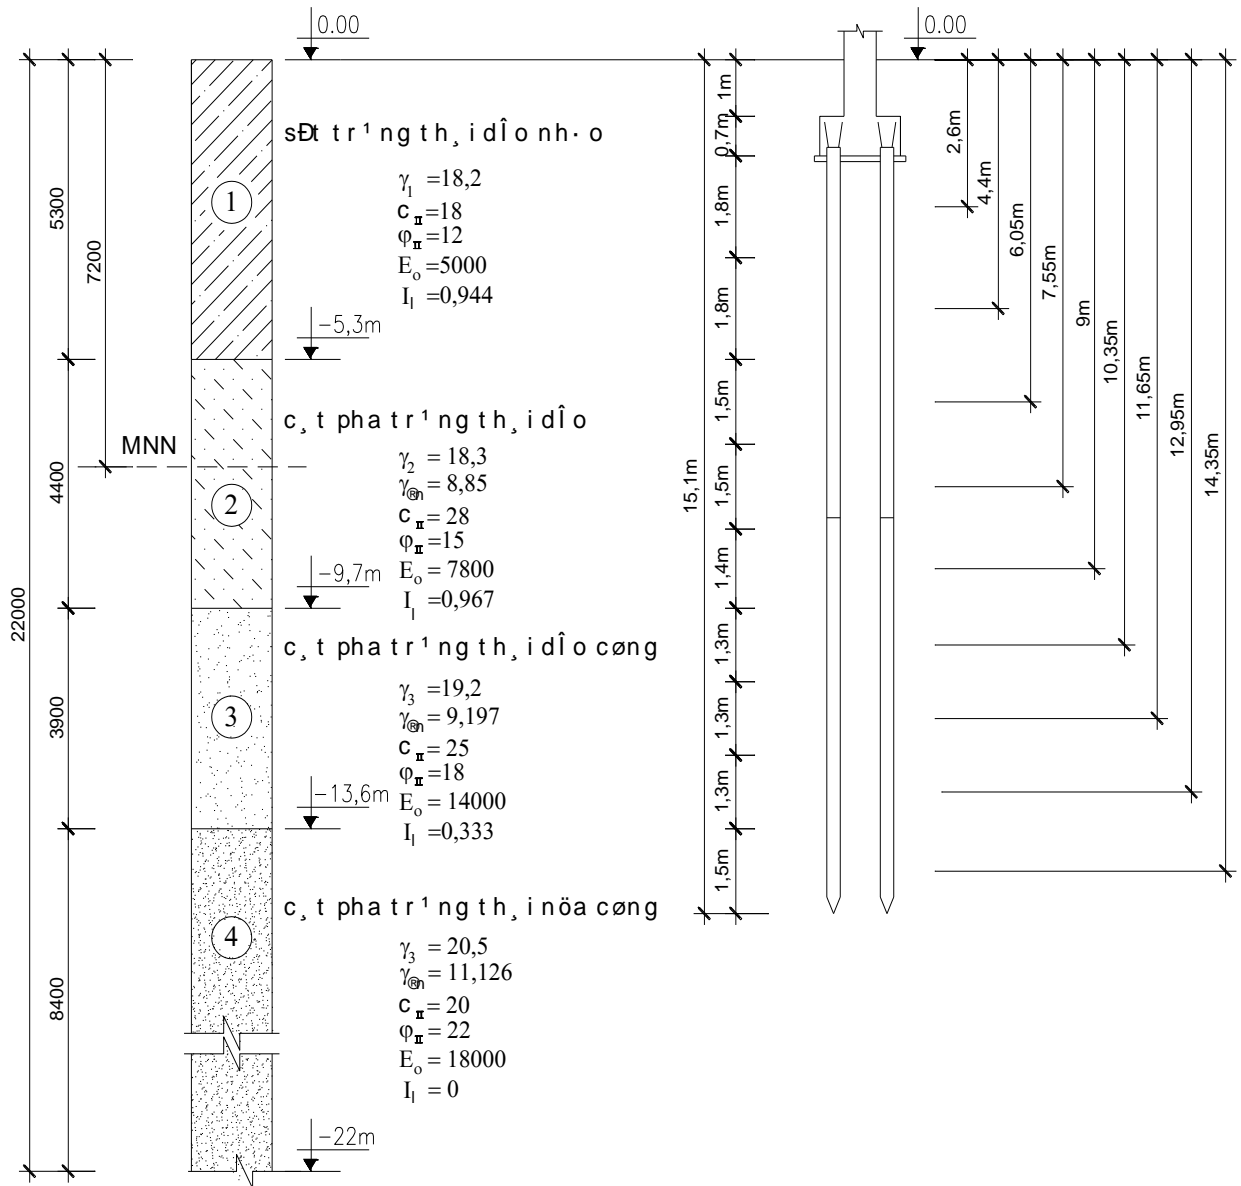 0.00
0.00
5300
7200
4400
22000
3900
8400
MNN
1
sÐt tr¹ng th¸i dÎo nh·o
γ1 =18,2
cII=18
φII=12
Eo =5000
Il =0,944
-5,3m
2
c¸t pha tr¹ng th¸i dÎo
γ2 = 18,3
γ®n = 8,85
cII = 28
φII = 15
Eo = 7800
Il =0,967
-9,7m
3
c¸t pha tr¹ng th¸i dÎo cøng
γ3 =19,2
γ®n = 9,197
cII = 25
φII = 18
Eo = 14000
Il =0,333
-13,6m
4
c¸t pha tr¹ng th¸i nöa cøng
γ3 = 20,5
γ®n = 11,126
cII = 20
φII = 22
Eo = 18000
Il = 0
-22m
15,1m
1m
0,7m
1,8m
1,8m
1,5m
1,5m
1,4m
1,3m
1,3m
1,3m
1,5m
2,6m
4,4m
6,05m
7,55m
9m
10,35m
11,65m
12,95m
14,35m